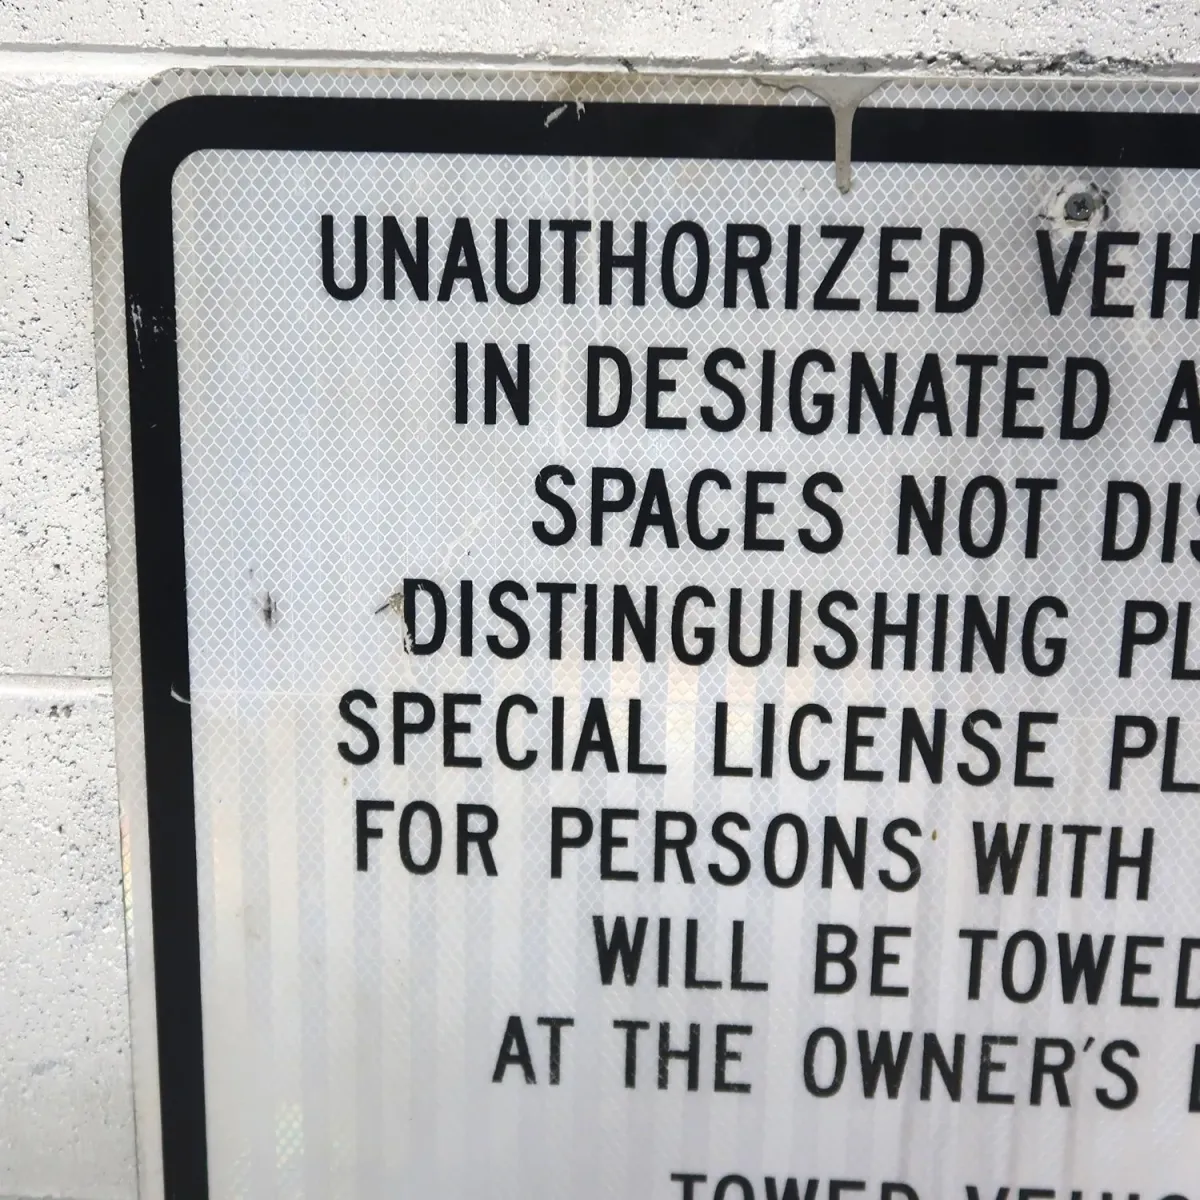 UNAUTHORIZED VEH
IN DESIGNATED A
SPACES NOT DIS
DISTINGUISHING PL
SPECIAL LICENSE PL
FOR PERSONS WITH
WILL BE TOWED
AT THE OWNER'S
TOWED